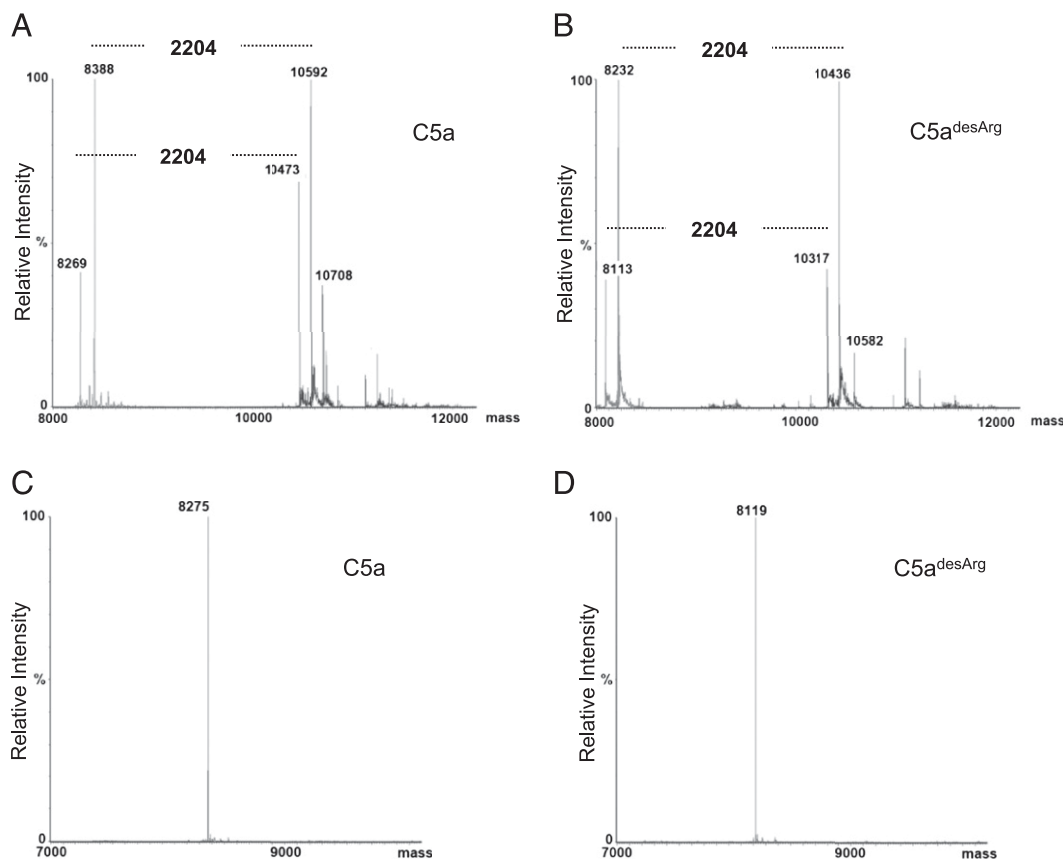 A
2204
8388
10592
100
C5a
2204
10473
Relative Intensity
%
8269
10708
0
8000
10000
12000
mass
B
2204
8232
10436
100
C5adesArg
2204
Relative Intensity
%
8113
10317
10582
0
8000
10000
12000
mass
C
8275
100
C5a
Relative Intensity
%
0
7000
9000
mass
D
8119
100
C5adesArg
Relative Intensity
%
0
7000
9000
mass